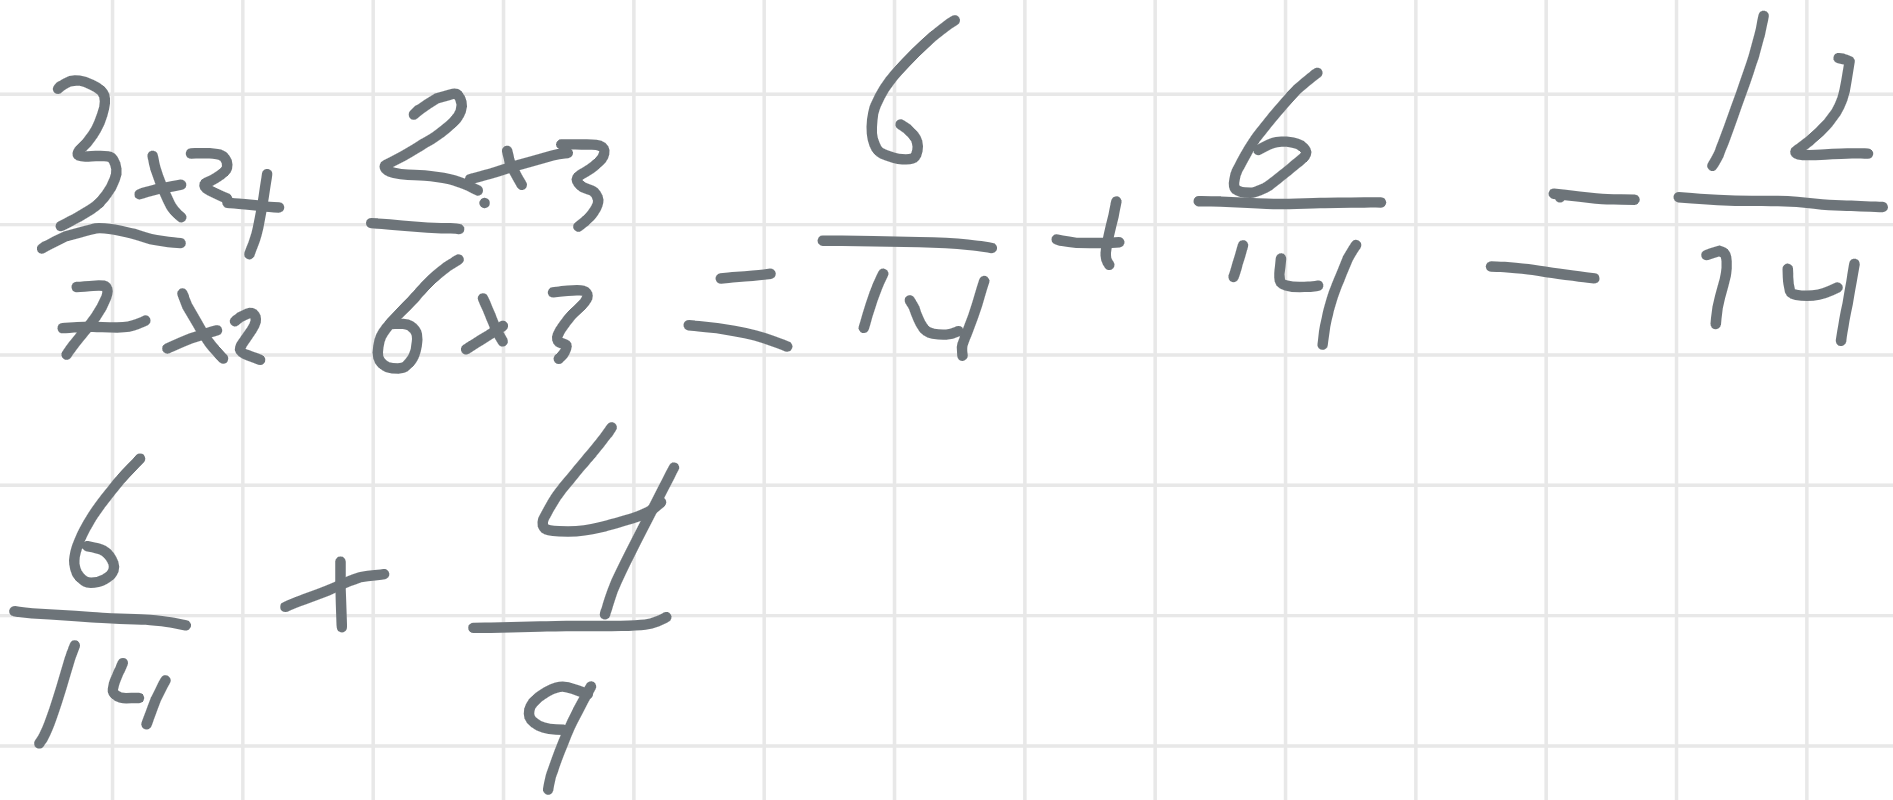 3×2/7×2 + 2×3/6×3 = 6/14 + 6/14 = 12/14
6/14 + 4/9